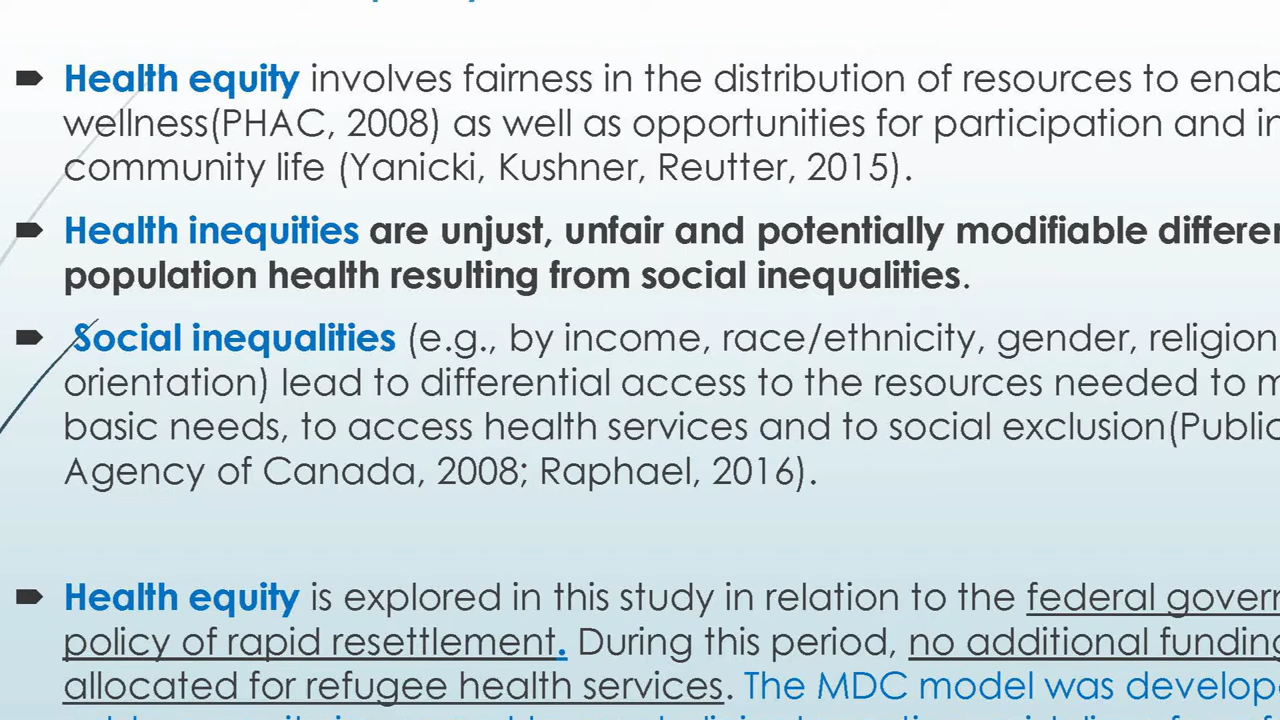 Health equity involves fairness in the distribution of resources to
wellness(PHAC, 2008) as well as opportunities for participation and
community life (Yanicki, Kushner, Reutter, 2015).
Health inequities are unjust, unfair and potentially modifiable
population health resulting from social inequalities.
Social inequalities (e.g., by income, race/ethnicity, gender, religion
orientation) lead to differential access to the resources needed to
basic needs, to access health services and to social exclusion(Public
Agency of Canada, 2008; Raphael, 2016).
Health equity is explored in this study in relation to the federal
policy of rapid resettlement. During this period, no additional funding
allocated for refugee health services. The MDC model was